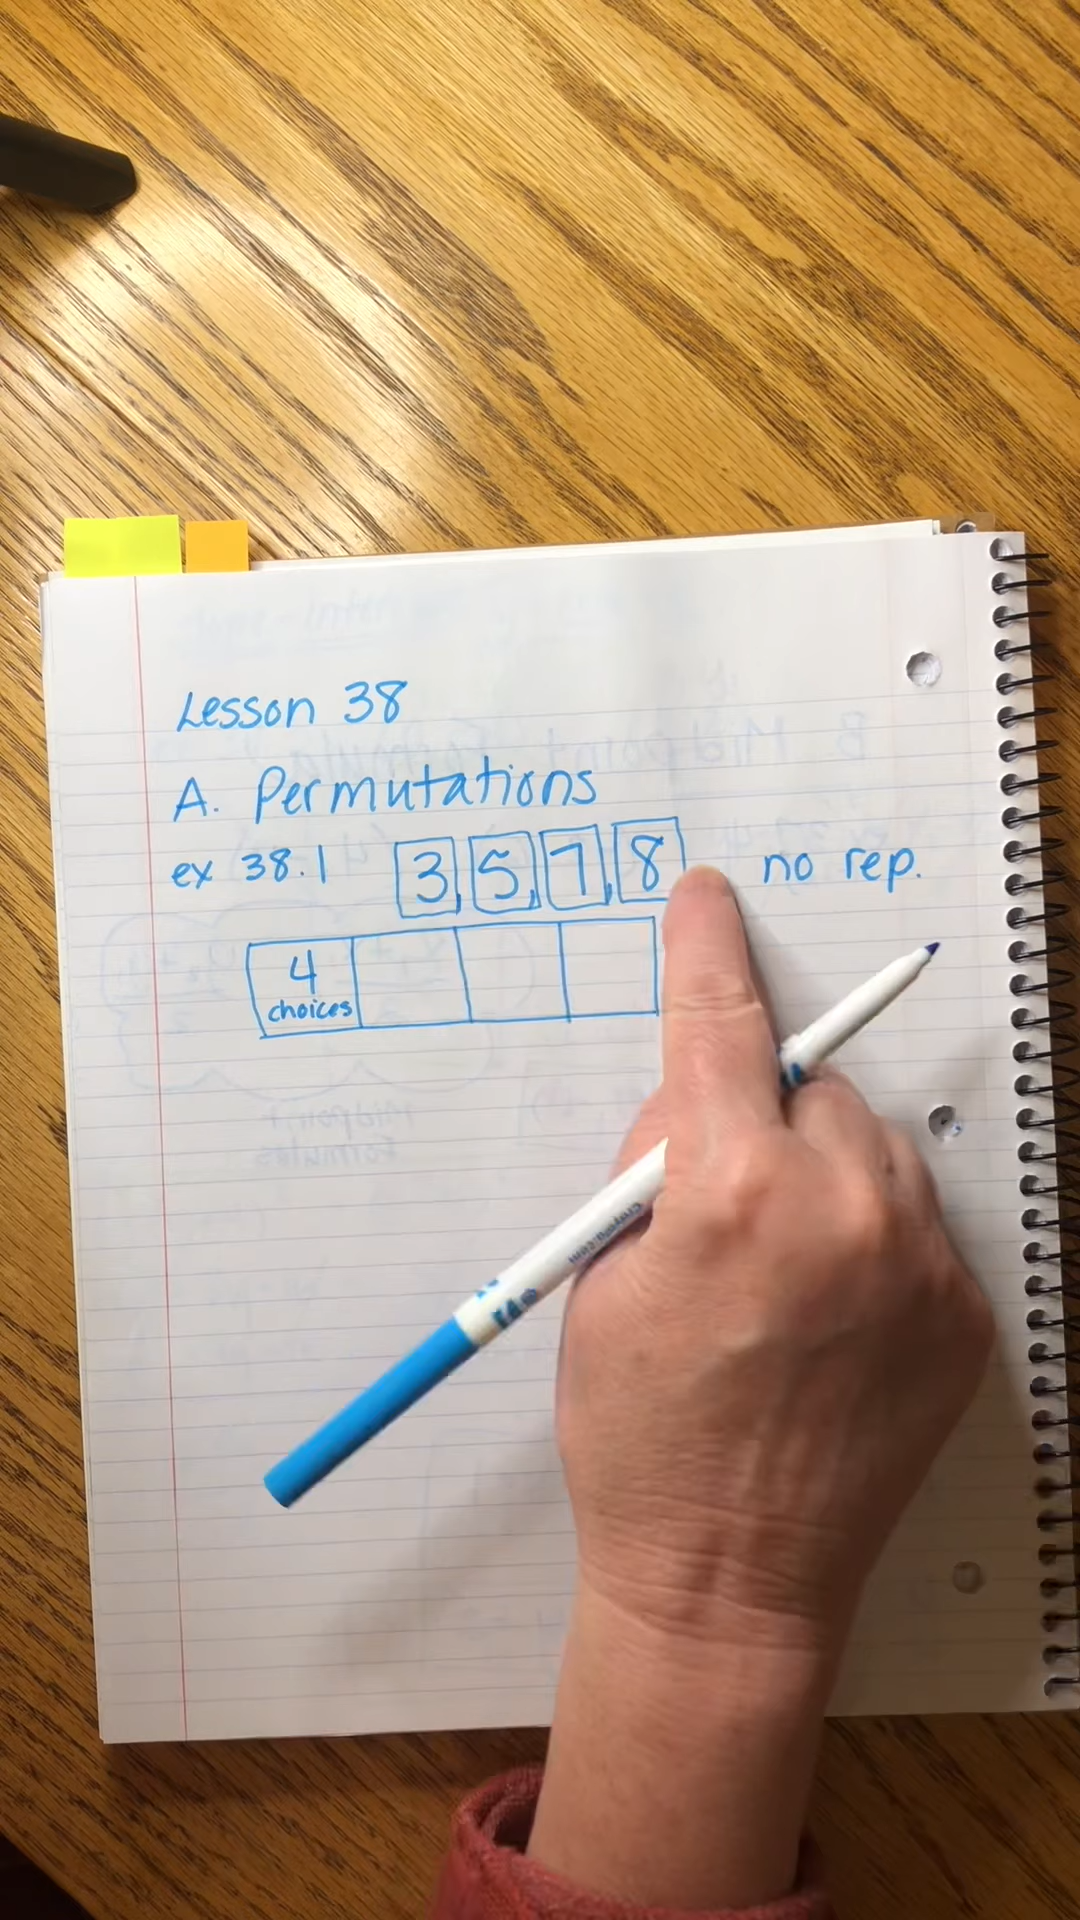 Lesson 38
A. Permutations
ex 38.1 3, 5, 7, 8 no rep.
4
choices